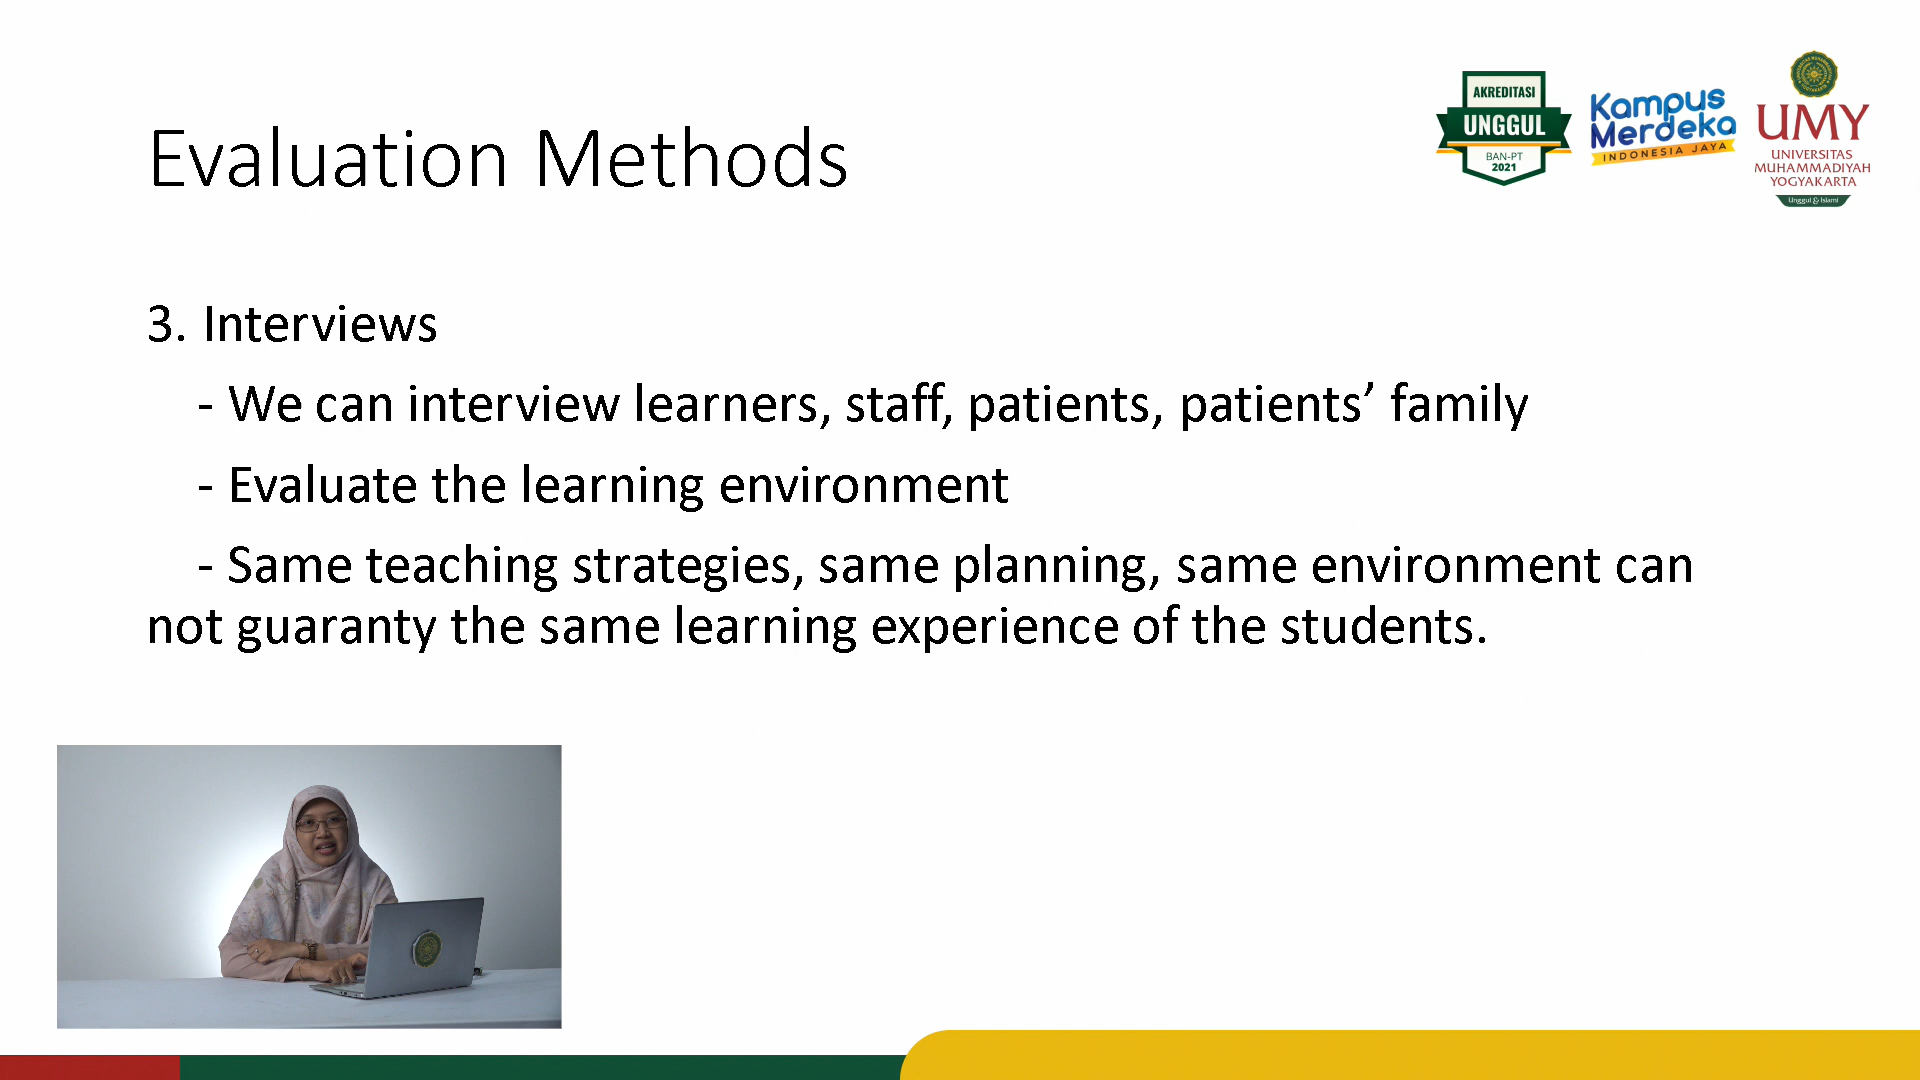 Evaluation Methods
AKREDITASI
UNGGUL
BAN-PT
2021
Kampus
Merdeka
INDONESIA JAYA
UMY
UNIVERSITAS
MUHAMMADIYAH
YOGYAKARTA
Unggul & Islami
3. Interviews
- We can interview learners, staff, patients, patients’ family
- Evaluate the learning environment
- Same teaching strategies, same planning, same environment can
not guaranty the same learning experience of the students.